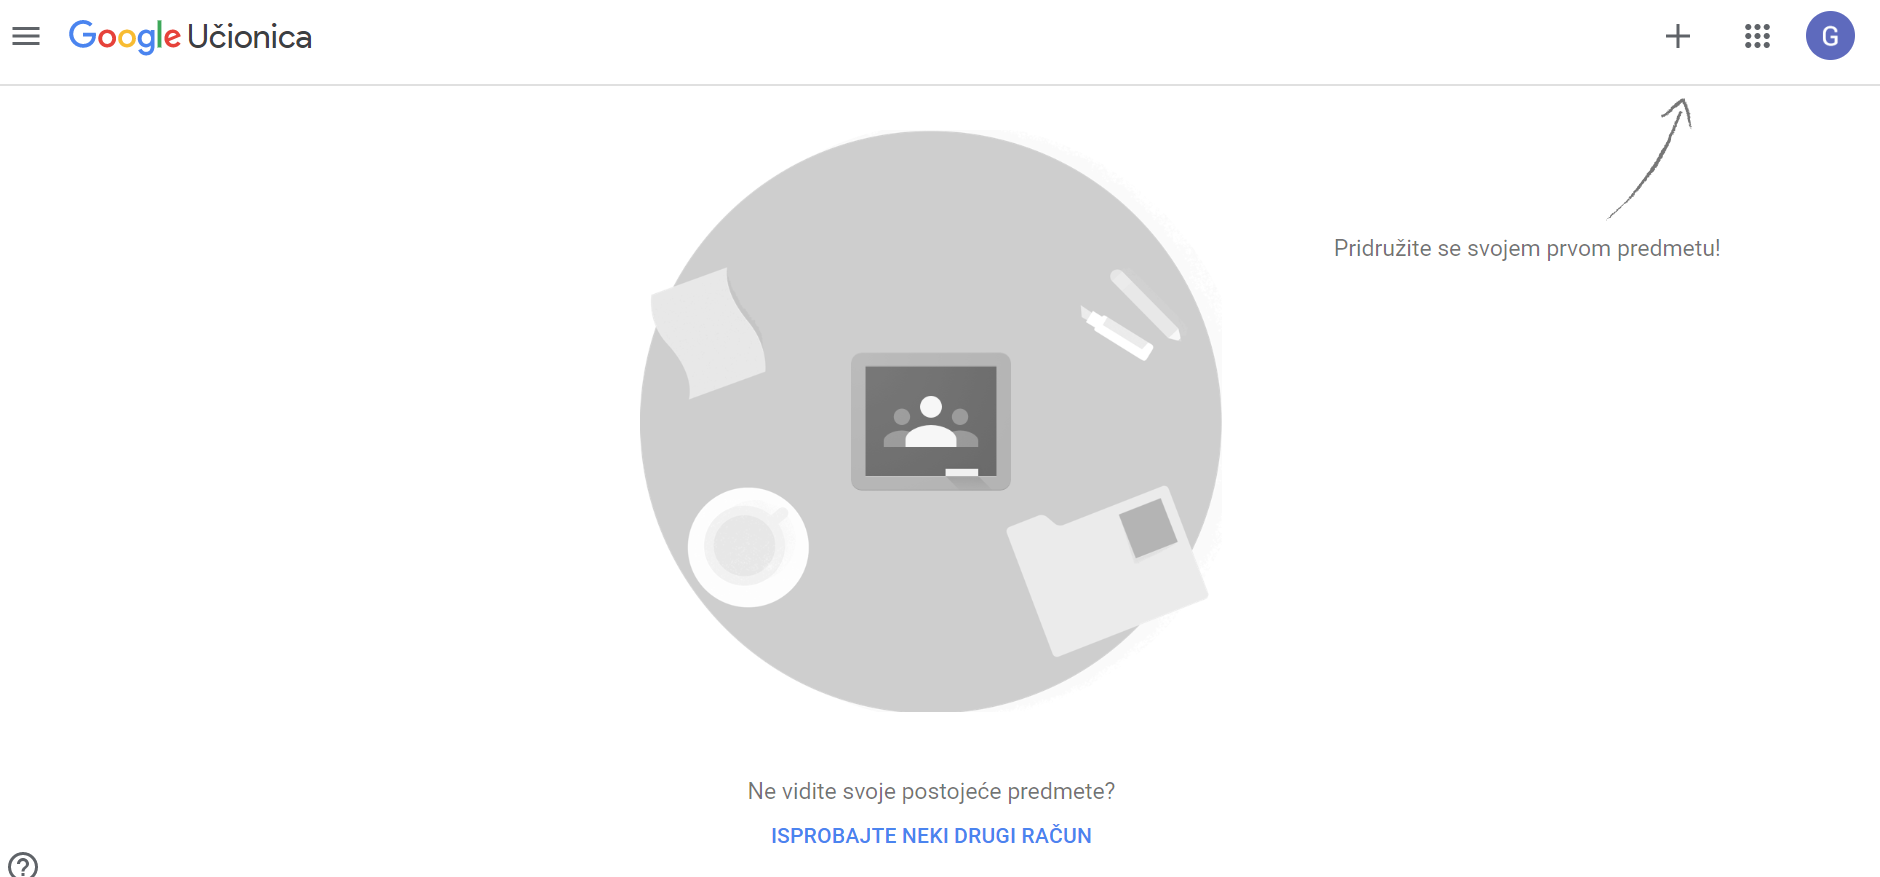 Google Učionica
G
Pridružite se svojem prvom predmetu!
Ne vidite svoje postojeće predmete?
ISPROBAJTE NEKI DRUGI RAČUN
?